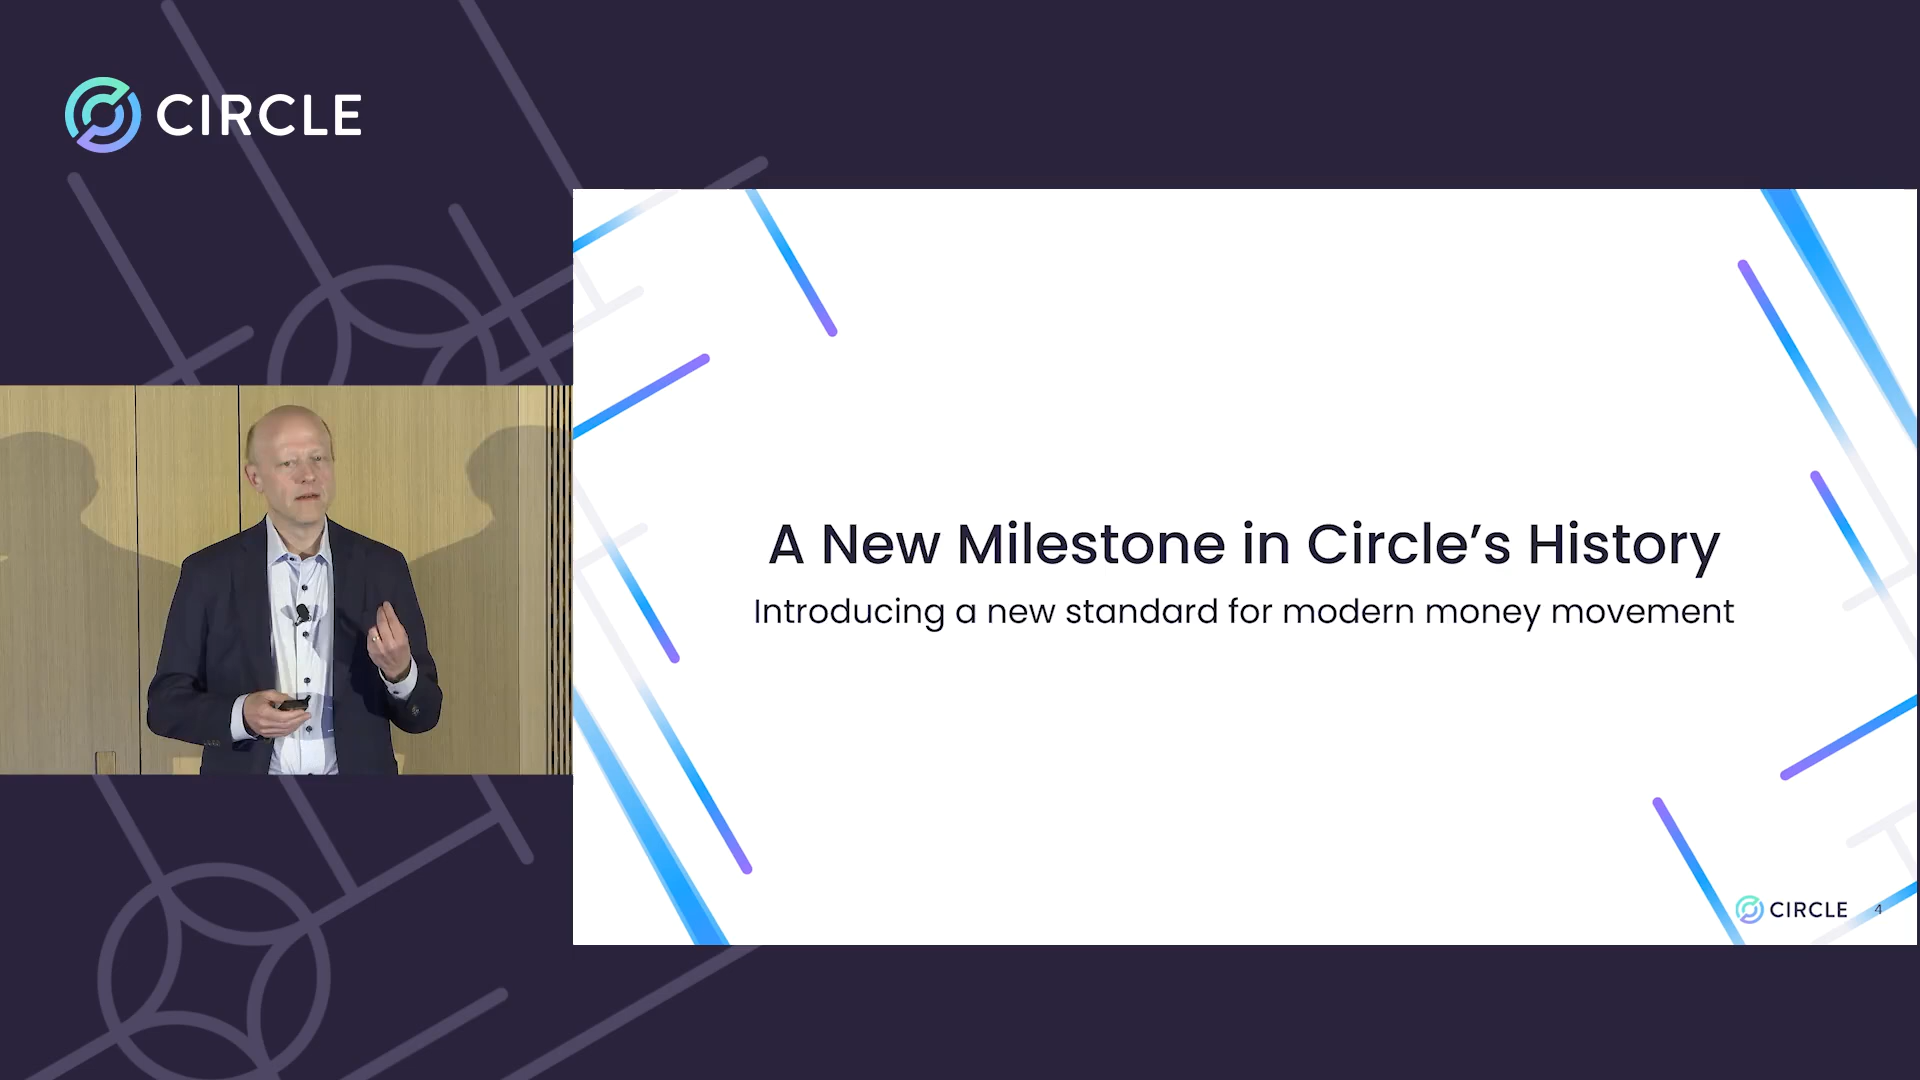 CIRCLE
A New Milestone in Circle’s History
Introducing a new standard for modern money movement
CIRCLE 4